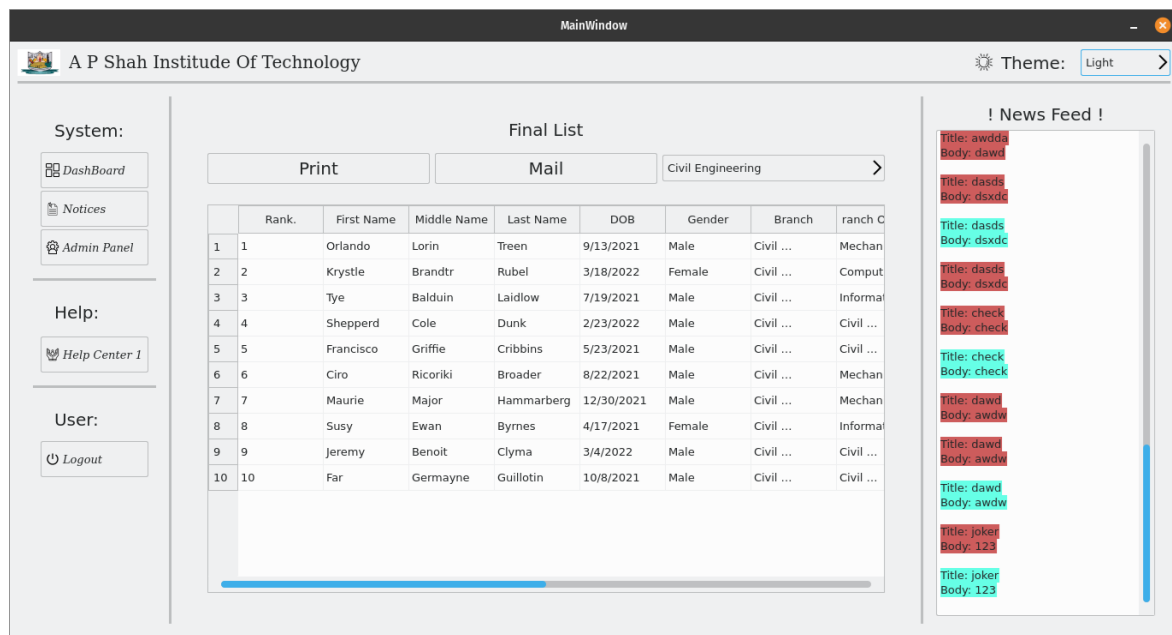 MainWindow
A P Shah Institute Of Technology
Theme: Light
System:
DashBoard
Notices
Admin Panel
Help:
Help Center 1
User:
Logout
Final List
Print Mail Civil Engineering
Rank. First Name Middle Name Last Name DOB Gender Branch ranch C
1 1 Orlando Lorin Treen 9/13/2021 Male Civil ... Mechan
2 2 Krystle Brandtr Rubel 3/18/2022 Female Civil ... Comput
3 3 Tye Balduin Laidlow 7/19/2021 Male Civil ... Informat
4 4 Shepperd Cole Dunk 2/23/2022 Male Civil ... Civil ...
5 5 Francisco Griffie Cribbins 5/23/2021 Male Civil ... Civil ...
6 6 Ciro Ricoriki Broader 8/22/2021 Male Civil ... Mechan
7 7 Maurie Major Hammarberg 12/30/2021 Male Civil ... Mechan
8 8 Susy Ewan Byrnes 4/17/2021 Female Civil ... Informat
9 9 Jeremy Benoit Clyma 3/4/2022 Male Civil ... Civil ...
10 10 Far Germayne Guillotin 10/8/2021 Male Civil ... Civil ...
! News Feed !
Title: awdda
Body: dawd
Title: dasds
Body: dsxdc
Title: dasds
Body: dsxdc
Title: dasds
Body: dsxdc
Title: check
Body: check
Title: check
Body: check
Title: dawd
Body: awdw
Title: dawd
Body: awdw
Title: dawd
Body: awdw
Title: joker
Body: 123
Title: joker
Body: 123